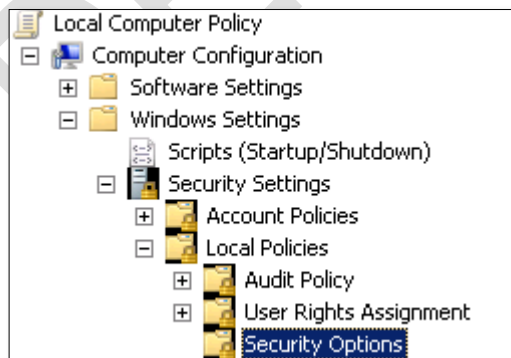 Local Computer Policy
Computer Configuration
Software Settings
Windows Settings
Scripts (Startup/Shutdown)
Security Settings
Account Policies
Local Policies
Audit Policy
User Rights Assignment
Security Options